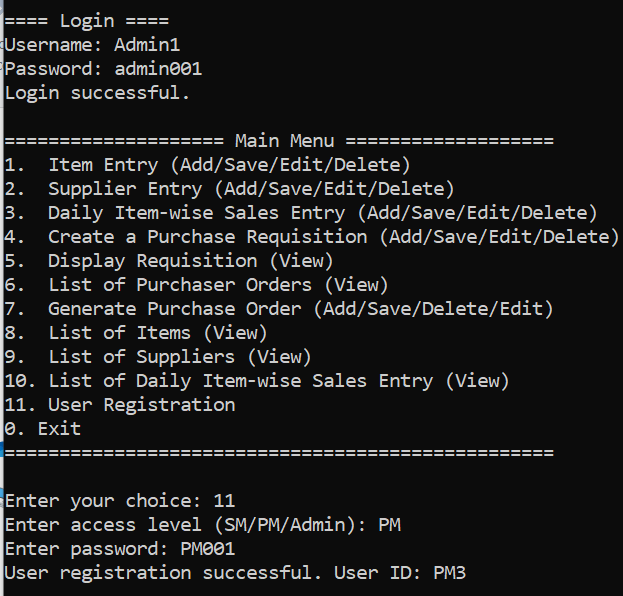 ==== Login ====
Username: Admin1
Password: admin001
Login successful.
==================== Main Menu ===================
1.  Item Entry (Add/Save/Edit/Delete)
2.  Supplier Entry (Add/Save/Edit/Delete)
3.  Daily Item-wise Sales Entry (Add/Save/Edit/Delete)
4.  Create a Purchase Requisition (Add/Save/Edit/Delete)
5.  Display Requisition (View)
6.  List of Purchaser Orders (View)
7.  Generate Purchase Order (Add/Save/Delete/Edit)
8.  List of Items (View)
9.  List of Suppliers (View)
10. List of Daily Item-wise Sales Entry (View)
11. User Registration
0. Exit
==================================================
Enter your choice: 11
Enter access level (SM/PM/Admin): PM
Enter password: PM001
User registration successful. User ID: PM3